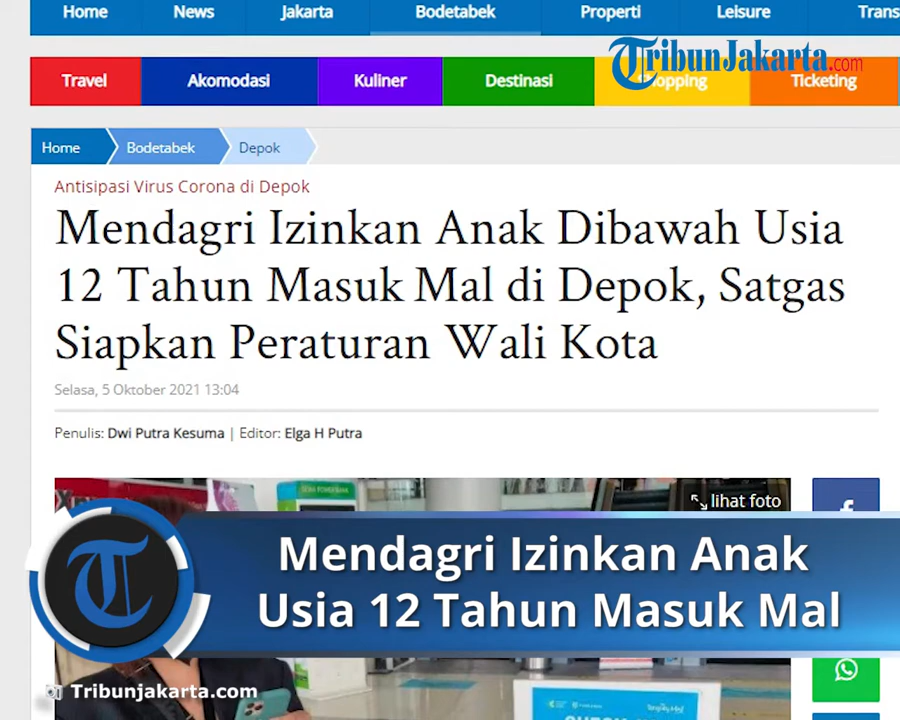 Home News Jakarta Bodetabek Properti Leisure Trans
TribunJakarta.com
Travel Akomodasi Kuliner Destinasi Shopping Ticketing
Home Bodetabek Depok
Antisipasi Virus Corona di Depok
Mendagri Izinkan Anak Dibawah Usia
12 Tahun Masuk Mal di Depok, Satgas
Siapkan Peraturan Wali Kota
Selasa, 5 Oktober 2021 13:04
Penulis: Dwi Putra Kesuma | Editor: Elga H Putra
lihat foto
Mendagri Izinkan Anak
Usia 12 Tahun Masuk Mal
Tribunjakarta.com